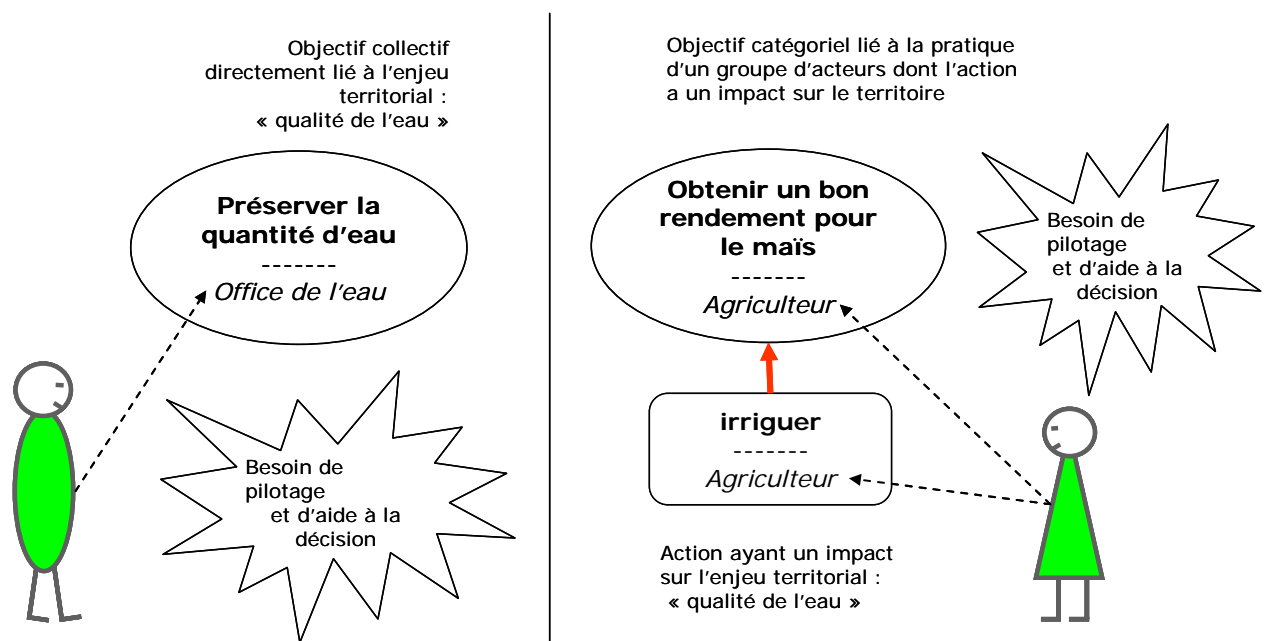 Objectif collectif
directement lié à l'enjeu
territorial :
« qualité de l'eau »
Préserver la
quantité d'eau
-------
Office de l'eau
Besoin de
pilotage
et d'aide à la
décision
Objectif catégoriel lié à la pratique
d'un groupe d'acteurs dont l'action
a un impact sur le territoire
Obtenir un bon
rendement pour
le maïs
-------
Agriculteur
Besoin de
pilotage
et d'aide à la
décision
irriguer
-------
Agriculteur
Action ayant un impact
sur l'enjeu territorial :
« qualité de l'eau »